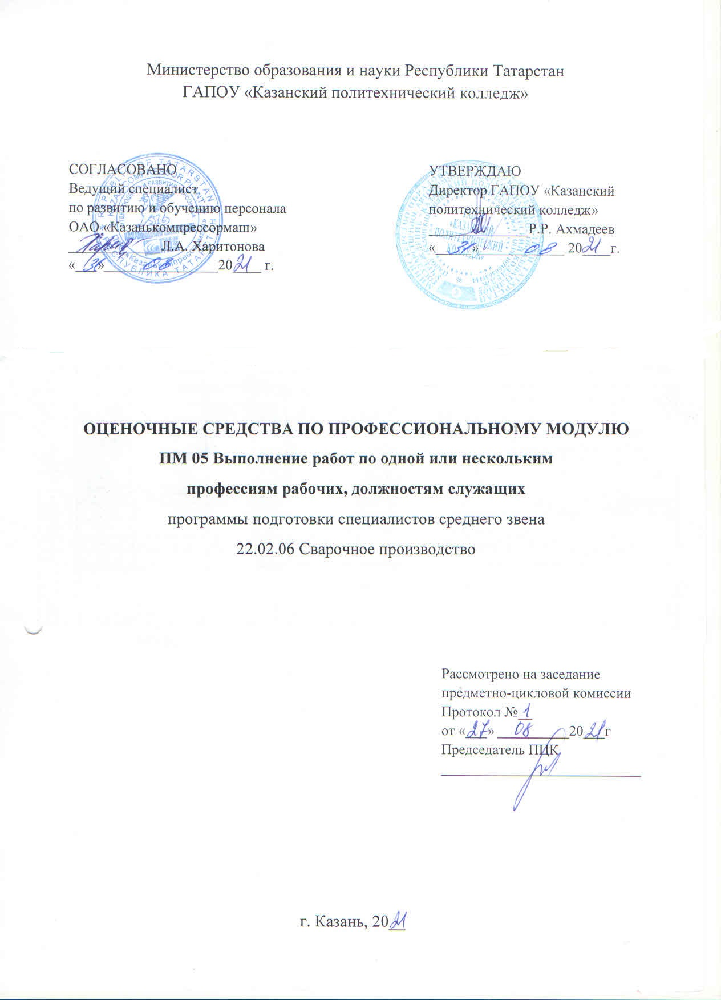 Министерство образования и науки Республики Татарстан
ГАПОУ «Казанский политехнический колледж»
СОГЛАСОВАНО
Ведущий специалист
по развитию и обучению персонала
ОАО «Казанькомпрессормаш»
Л.А. Харитонова
«31» 08 2021 г.
УТВЕРЖДАЮ
Директор ГАПОУ «Казанский
политехнический колледж»
Р.Р. Ахмадеев
«31» 08 2021 г.
ОЦЕНОЧНЫЕ СРЕДСТВА ПО ПРОФЕССИОНАЛЬНОМУ МОДУЛЮ
ПМ 05 Выполнение работ по одной или нескольким
профессиям рабочих, должностям служащих
программы подготовки специалистов среднего звена
22.02.06 Сварочное производство
Рассмотрено на заседание
предметно-цикловой комиссии
Протокол № 1
от «27» 08 2021г
Председатель ПЦК
г. Казань, 2021